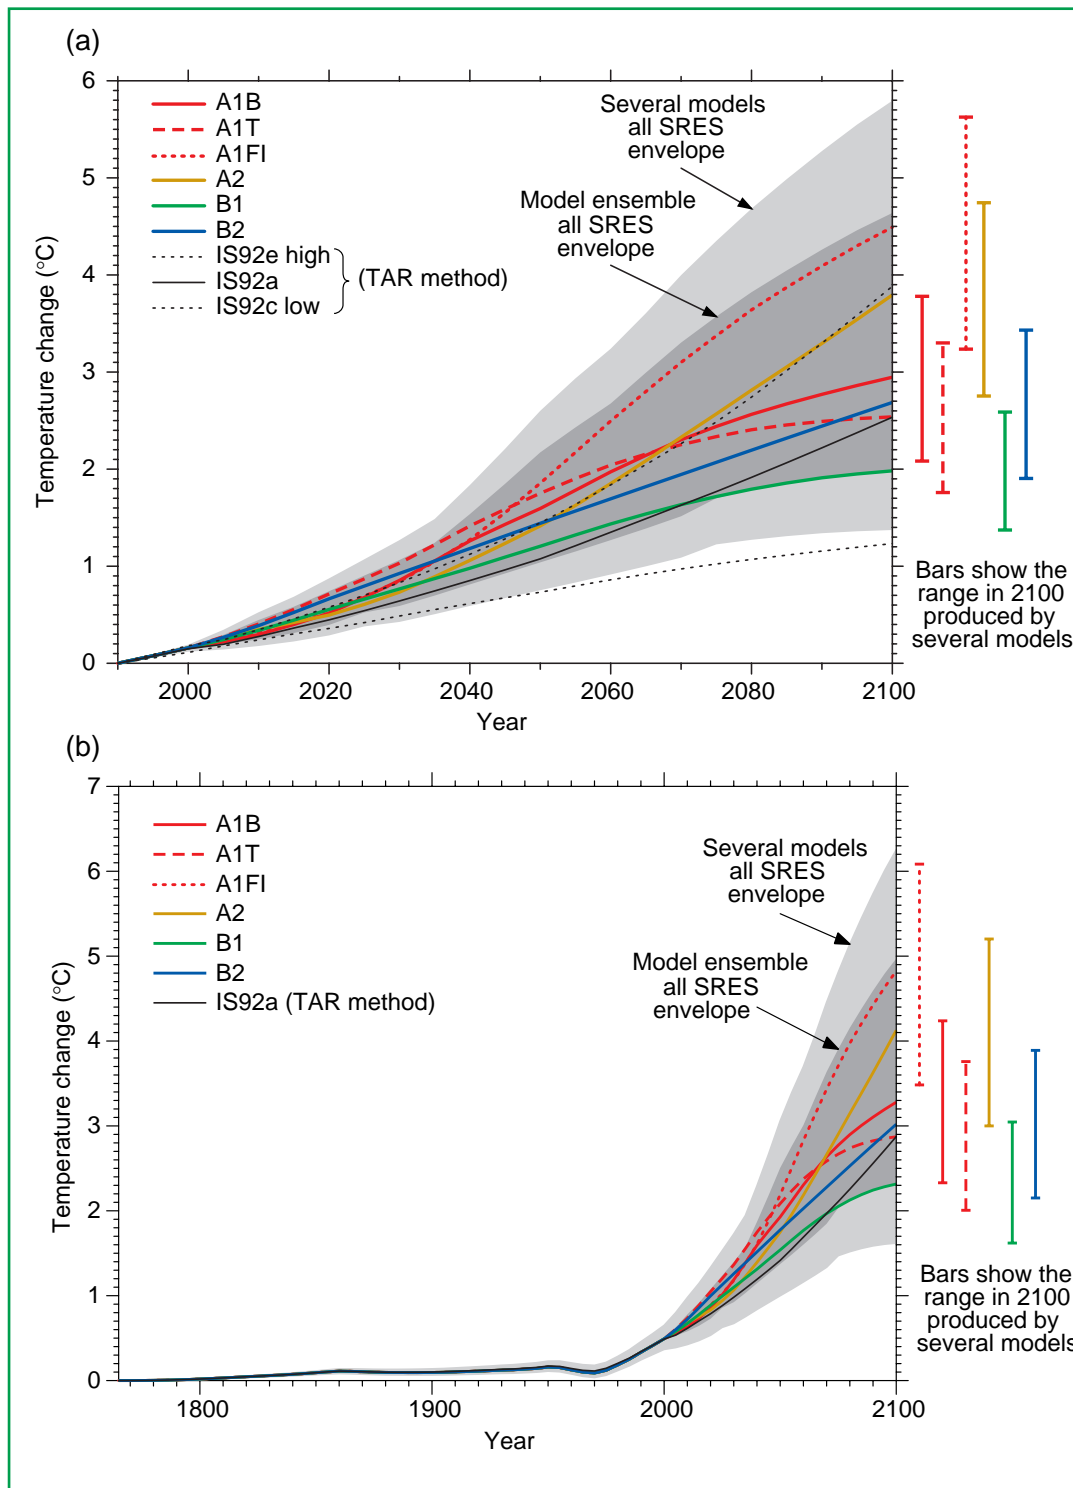 (a)
6
5
4
3
2
1
0
Temperature change (°C)
A1B
A1T
A1FI
A2
B1
B2
IS92e high
IS92a
IS92c low
(TAR method)
Several models
all SRES
envelope
Model ensemble
all SRES
envelope
2000
2020
2040
2060
2080
2100
Year
Bars show the
range in 2100
produced by
several models
(b)
7
6
5
4
3
2
1
0
Temperature change (°C)
A1B
A1T
A1FI
A2
B1
B2
IS92a (TAR method)
Several models
all SRES
envelope
Model ensemble
all SRES
envelope
1800
1900
2000
2100
Year
Bars show the
range in 2100
produced by
several models